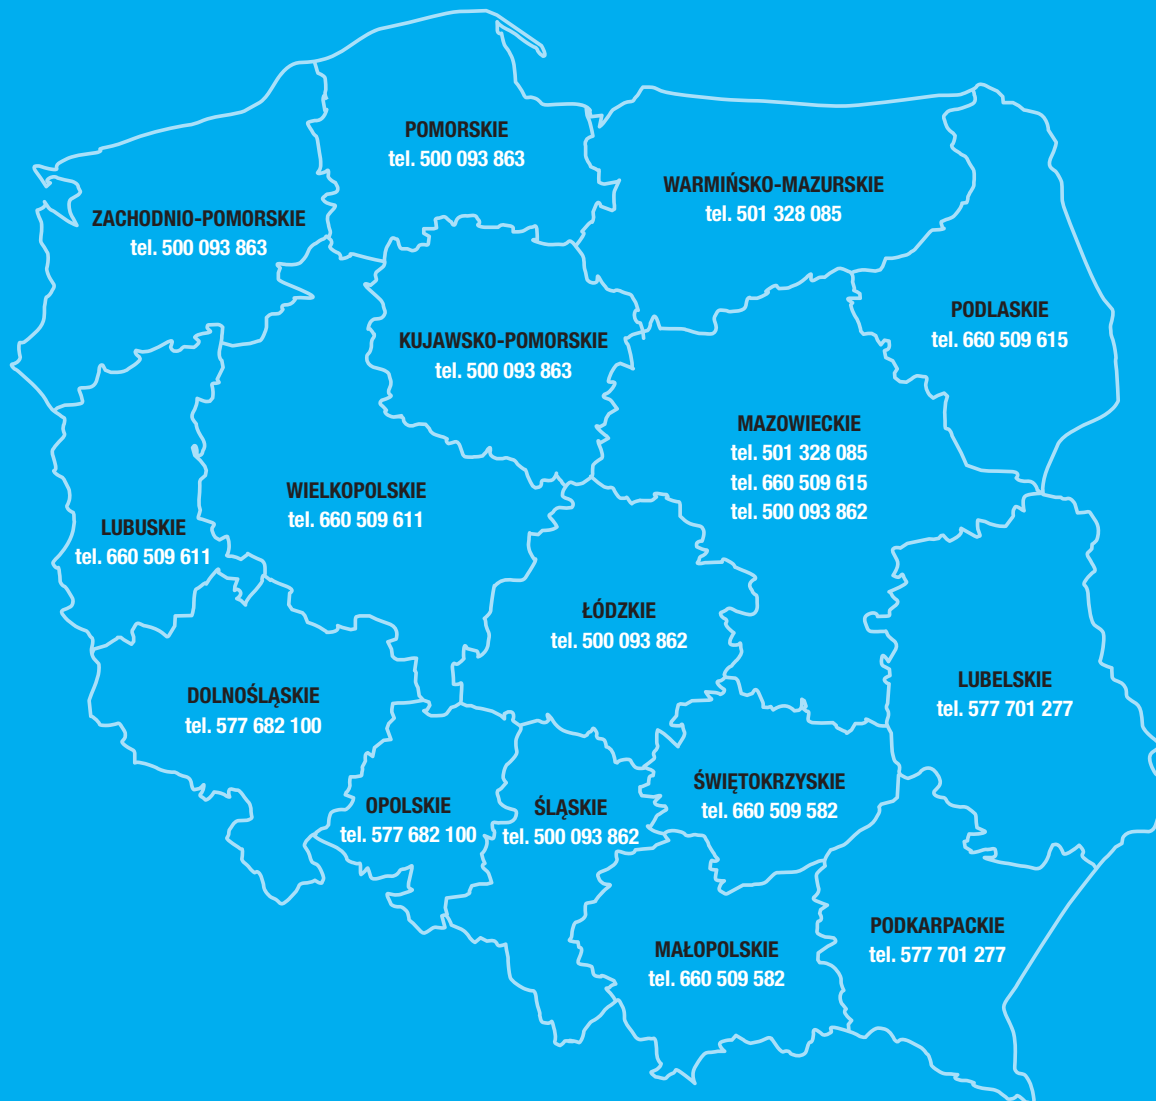 POMORSKIE
tel. 500 093 863
WARMIŃSKO-MAZURSKIE
tel. 501 328 085
ZACHODNIO-POMORSKIE
tel. 500 093 863
PODLASKIE
tel. 660 509 615
KUJAWSKO-POMORSKIE
tel. 500 093 863
MAZOWIECKIE
tel. 501 328 085
tel. 660 509 615
tel. 500 093 862
WIELKOPOLSKIE
tel. 660 509 611
LUBUSKIE
tel. 660 509 611
ŁÓDZKIE
tel. 500 093 862
LUBELSKIE
tel. 577 701 277
DOLNOŚLĄSKIE
tel. 577 682 100
ŚWIĘTOKRZYSKIE
tel. 660 509 582
OPOLSKIE
tel. 577 682 100
ŚLĄSKIE
tel. 500 093 862
PODKARPACKIE
tel. 577 701 277
MAŁOPOLSKIE
tel. 660 509 582